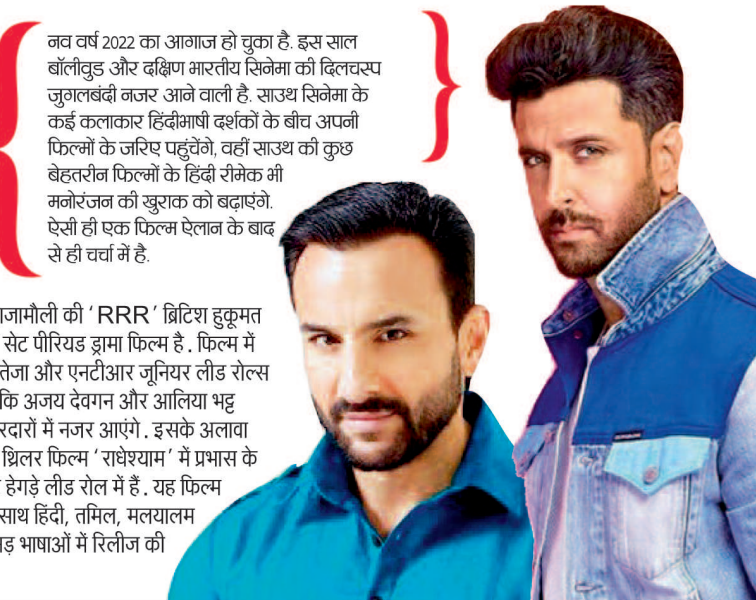 नव वर्ष 2022 का आगाज हो चुका है. इस साल
बॉलीवुड और दक्षिण भारतीय सिनेमा की दिलचस्प
जुगलबंदी नजर आने वाली है. साउथ सिनेमा के
कई कलाकार हिंदीभाषी दर्शकों के बीच अपनी
फिल्मों के जरिए पहुंचेंगे, वहीं साउथ की कुछ
बेहतरीन फिल्मों के हिंदी रीमेक भी
मनोरंजन की खुराक को बढ़ाएंगे.
ऐसी ही एक फिल्म ऐलान के बाद
से ही चर्चा में है.
जामौली की ‘RRR’ ब्रिटिश हुकूमत
सेट पीरियड ड्रामा फिल्म है. फिल्म में
तेजा और एनटीआर जूनियर लीड रोल्स
कि अजय देवगन और आलिया भट्ट
रदारों में नजर आएंगे. इसके अलावा
थ्रिलर फिल्म ‘राधेश्याम’ में प्रभास के
हेगड़े लीड रोल में हैं. यह फिल्म
साथ हिंदी, तमिल, मलयालम
ड़ भाषाओं में रिलीज की